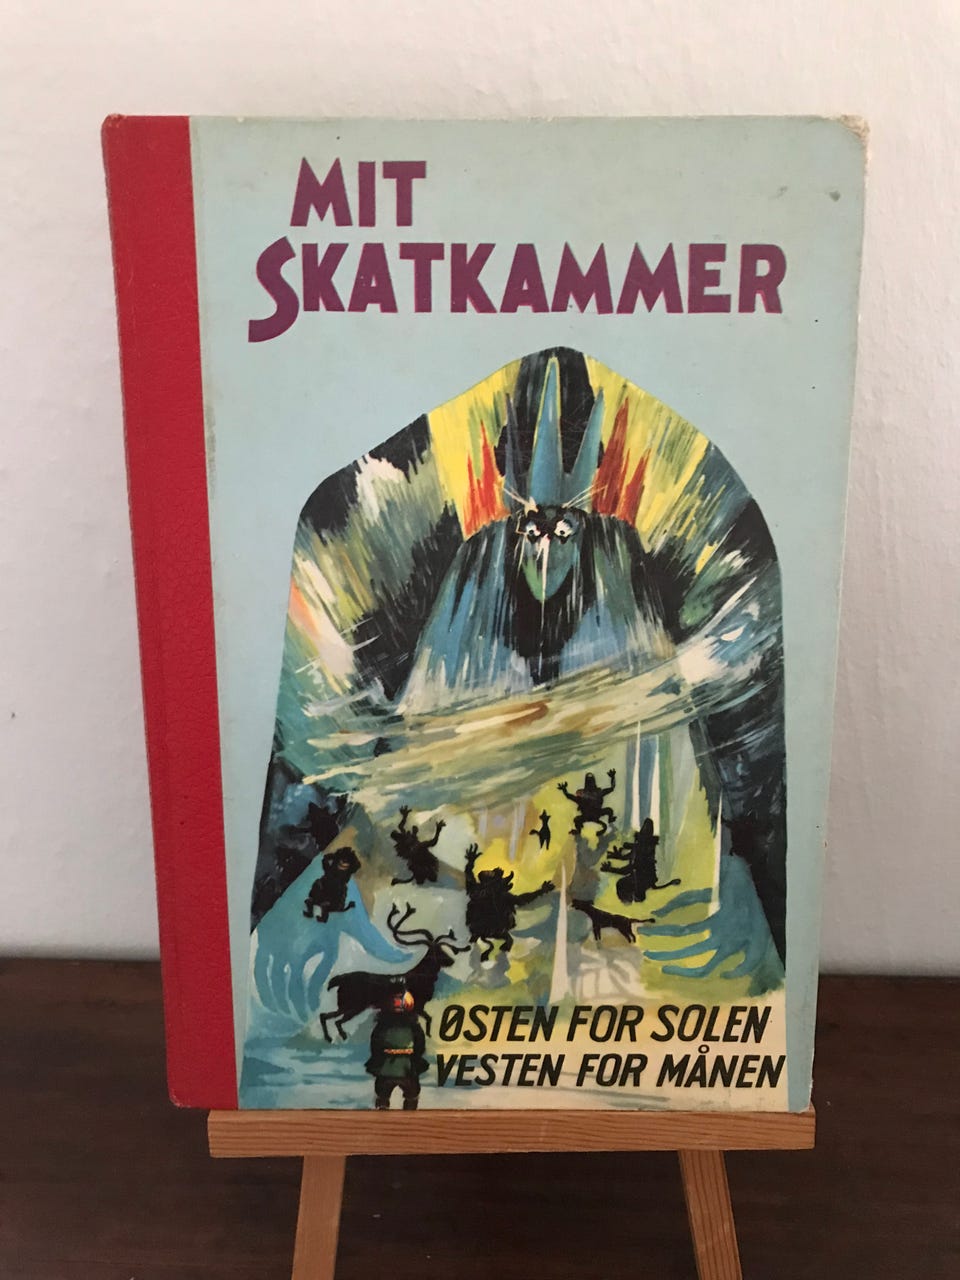 MIT
SKATKAMMER
ØSTEN FOR SOLEN
VESTEN FOR MÅNEN